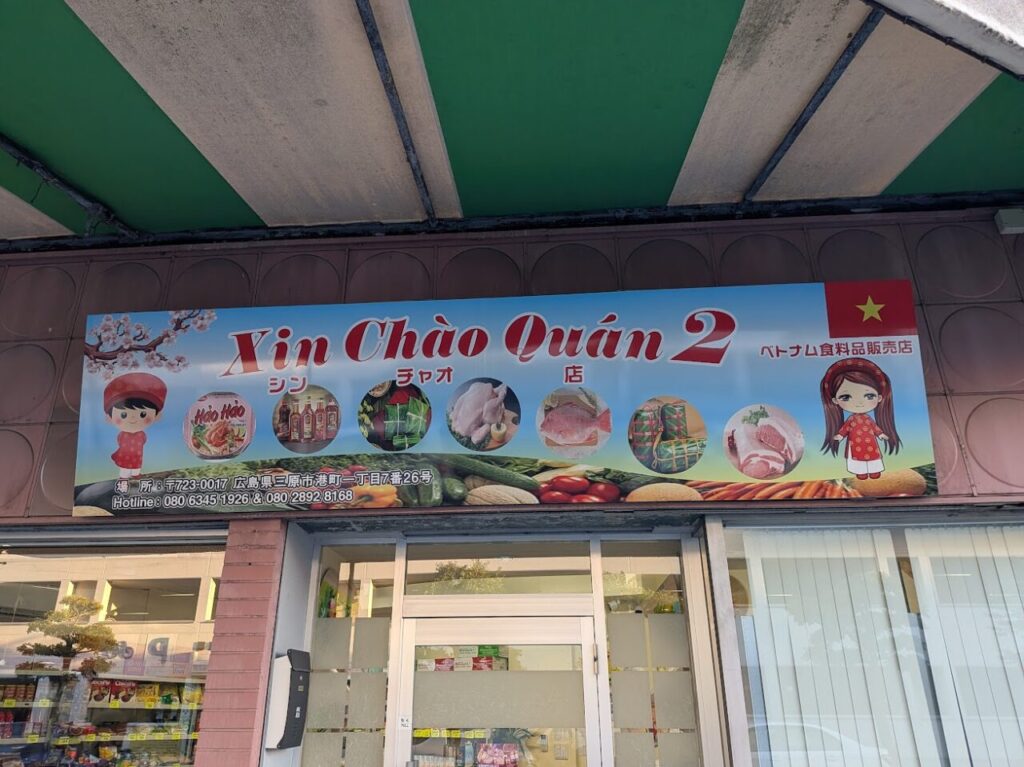 Xin Chào Quán 2
シン チャオ 店
ベトナム食料品販売店
Hảo Hảo
場 所 : 〒723-0017 広島県三原市港町一丁目7番26号
Hotline : 080 6345 1926 & 080 2892 8168
P